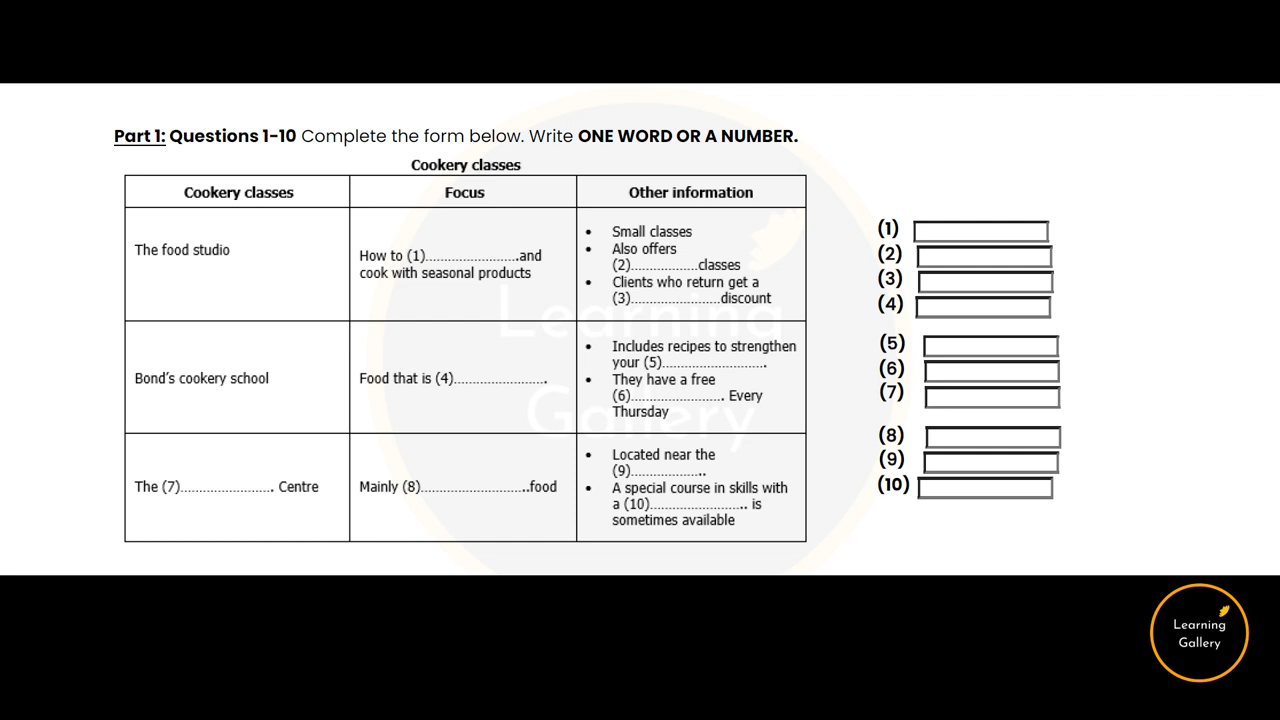 Part 1: Questions 1-10 Complete the form below. Write ONE WORD OR A NUMBER.
Cookery classes
Cookery classes
Focus
Other information
The food studio
How to (1)........................and
cook with seasonal products
• Small classes
• Also offers
(2).................classes
• Clients who return get a
(3).......................discount
Bond's cookery school
Food that is (4)........................
• Includes recipes to strengthen
your (5)...........................
• They have a free
(6)........................ Every
Thursday
The (7)........................ Centre
Mainly (8)............................food
• Located near the
(9)....................
• A special course in skills with
a (10)......................... is
sometimes available
(1)
(2)
(3)
(4)
(5)
(6)
(7)
(8)
(9)
(10)
Learning
Gallery
Learning
Gallery